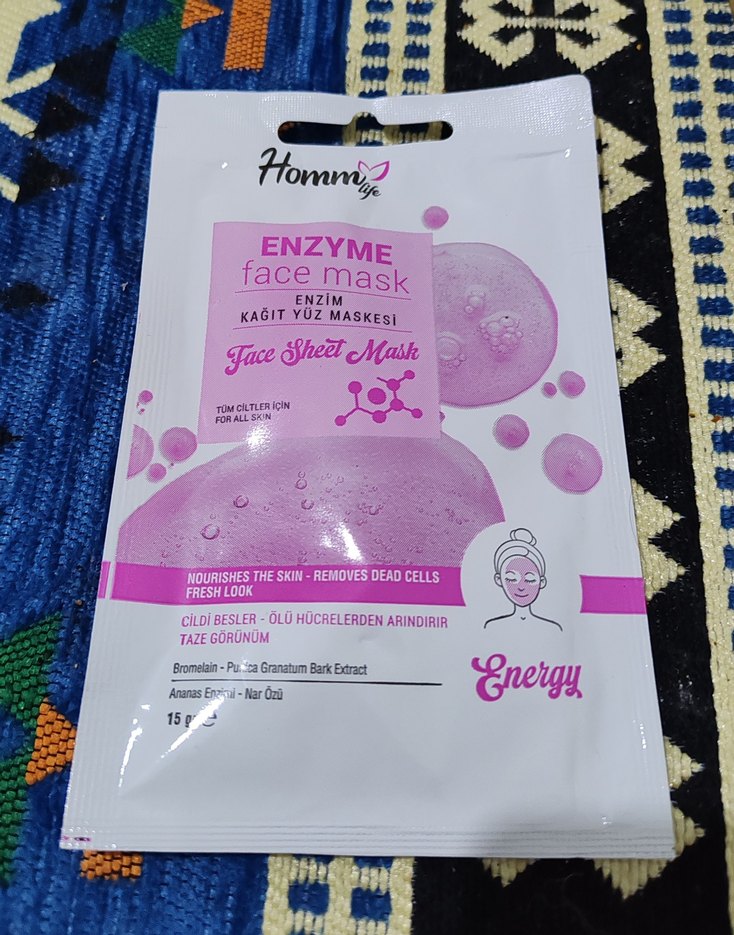 Homm
life
ENZYME
face mask
ENZİM
KAĞIT YÜZ MASKESİ
Face Sheet Mask
TÜM CİLTLER İÇİN
FOR ALL SKIN
NOURISHES THE SKIN - REMOVES DEAD CELLS
FRESH LOOK
CİLDİ BESLER - ÖLÜ HÜCRELERDEN ARINDIRIR
TAZE GÖRÜNÜM
Energy
Bromelain - Granatum Bark Extract
Ananas - Nar Özü
15 ℮